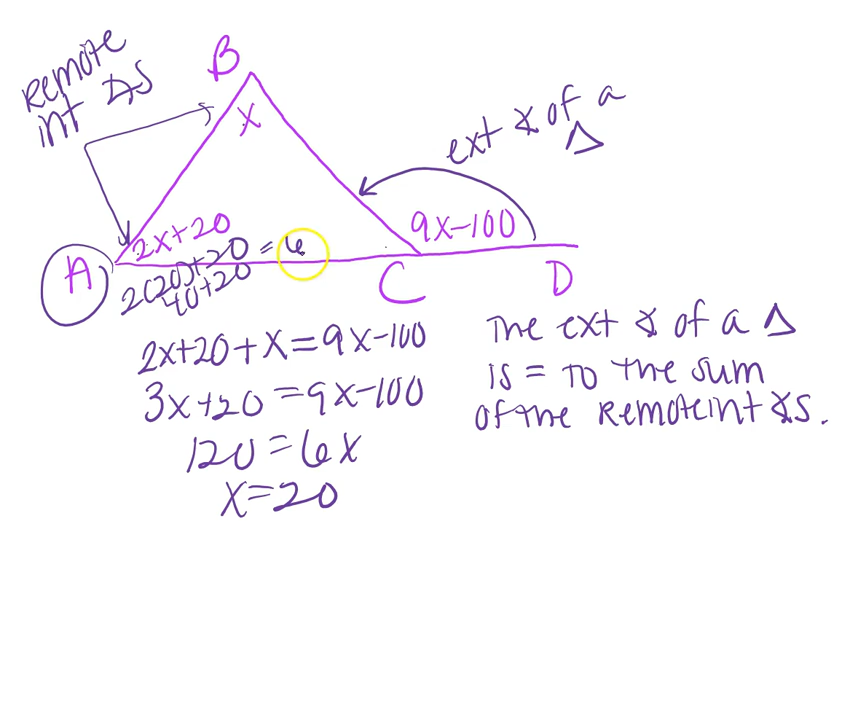 Remote
int ∡s
B
X
ext ∡ of a
△
2x+20
9x-100
A
2(20)+20 = 6
40+20
C
D
2x+20+x=9x-100
3x+20=9x-100
120=6x
x=20
The ext ∡ of a △
is = to the sum
of the Remote int ∡s.